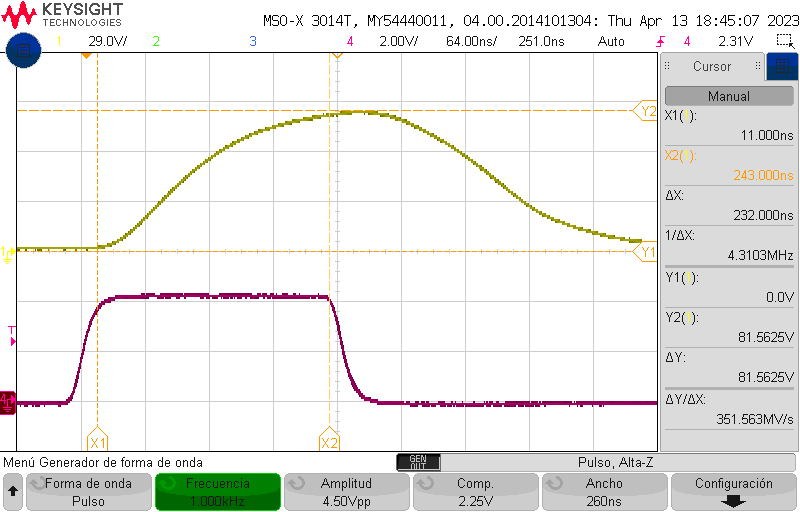 KEYSIGHT
TECHNOLOGIES
MSO-X 3014T, MY54440011, 04.00.2014101304: Thu Apr 13 18:45:07 2023
1 29.0V/ 2 3 4 2.00V/ 64.00ns/ 251.0ns Auto 4 2.31V
Cursor
Manual
X1(1):
11.000ns
X2(1):
243.000ns
ΔX:
232.000ns
1/ΔX:
4.3103MHz
Y1(1):
0.0V
Y2(1):
81.5625V
ΔY:
81.5625V
ΔY/ΔX:
351.563MV/s
Y2
1
Y1
T
4
X1 X2
Menú Generador de forma de onda
GEN
OUT
Pulso, Alta-Z
Forma de onda
Pulso
Frecuencia
1.000kHz
Amplitud
4.50Vpp
Comp.
2.25V
Ancho
260ns
Configuración